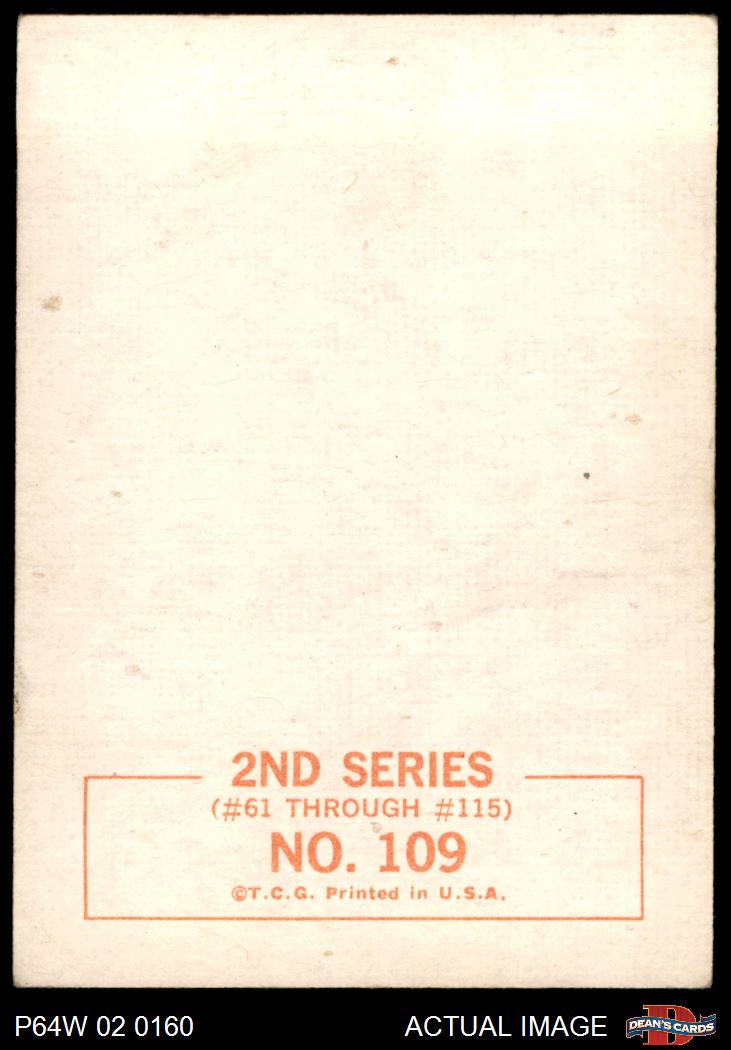 2ND SERIES
(#61 THROUGH #115)
NO. 109
©T.C.G. Printed in U.S.A.
P64W 02 0160
ACTUAL IMAGE
DEAN'S CARDS